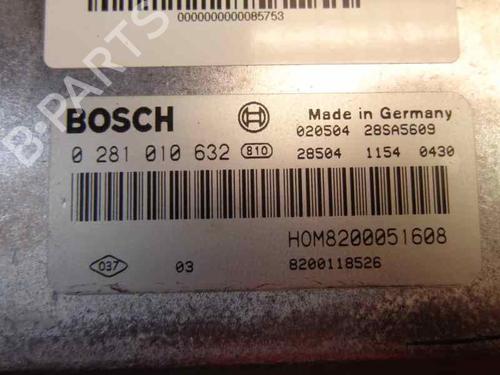 0000000000085753
B-PARTS
BOSCH
Made in Germany
020504 28SA5609
0 281 010 632 810
28504 1154 0430
HOM8200051608
037 03
8200118526